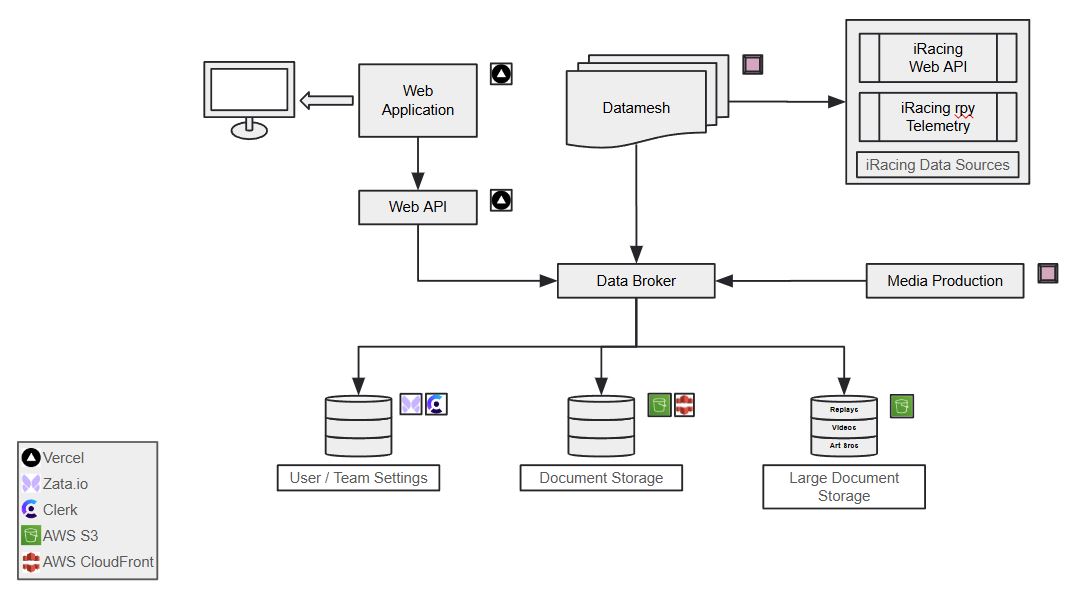 Web
Application
Datamesh
iRacing
Web API
iRacing rpy
Telemetry
iRacing Data Sources
Web API
Data Broker
Media Production
Replays
Videos
Art Bros
User / Team Settings
Document Storage
Large Document
Storage
Vercel
Zata.io
Clerk
AWS S3
AWS CloudFront